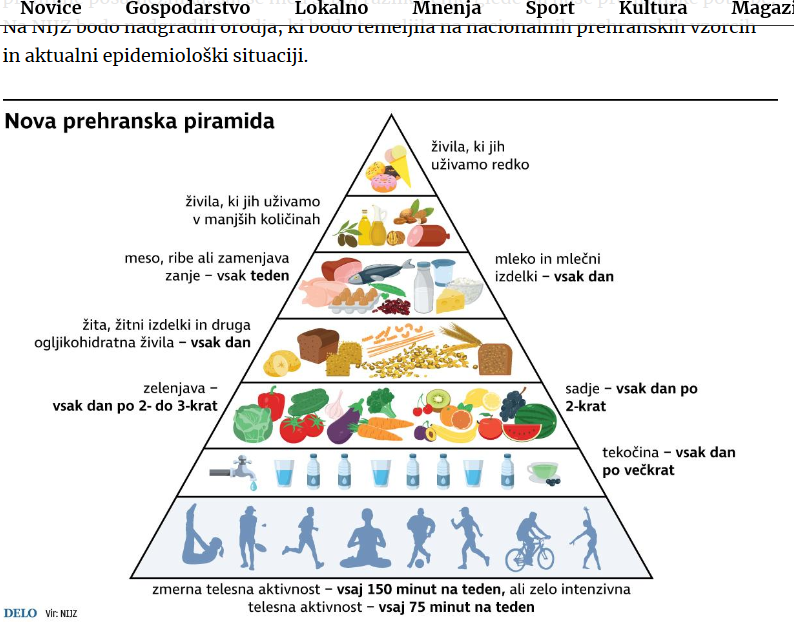 Novice Gospodarstvo Lokalno Mnenja Sport Kultura Magazi
Na NIJZ bodo nadgradili orodja, ki bodo temeljila na nacionalnih prehranskih vzorcih
in aktualni epidemiološki situaciji.
Nova prehranska piramida
živila, ki jih
uživamo redko
živila, ki jih uživamo
v manjših količinah
meso, ribe ali zamenjava
zanje – vsak teden
mleko in mlečni
izdelki – vsak dan
žita, žitni izdelki in druga
ogljikohidratna živila – vsak dan
zelenjava –
vsak dan po 2- do 3-krat
sadje – vsak dan po
2-krat
tekočina – vsak dan
po večkrat
zmerna telesna aktivnost – vsaj 150 minut na teden, ali zelo intenzivna
telesna aktivnost – vsaj 75 minut na teden
DELO Vir: NIJZ